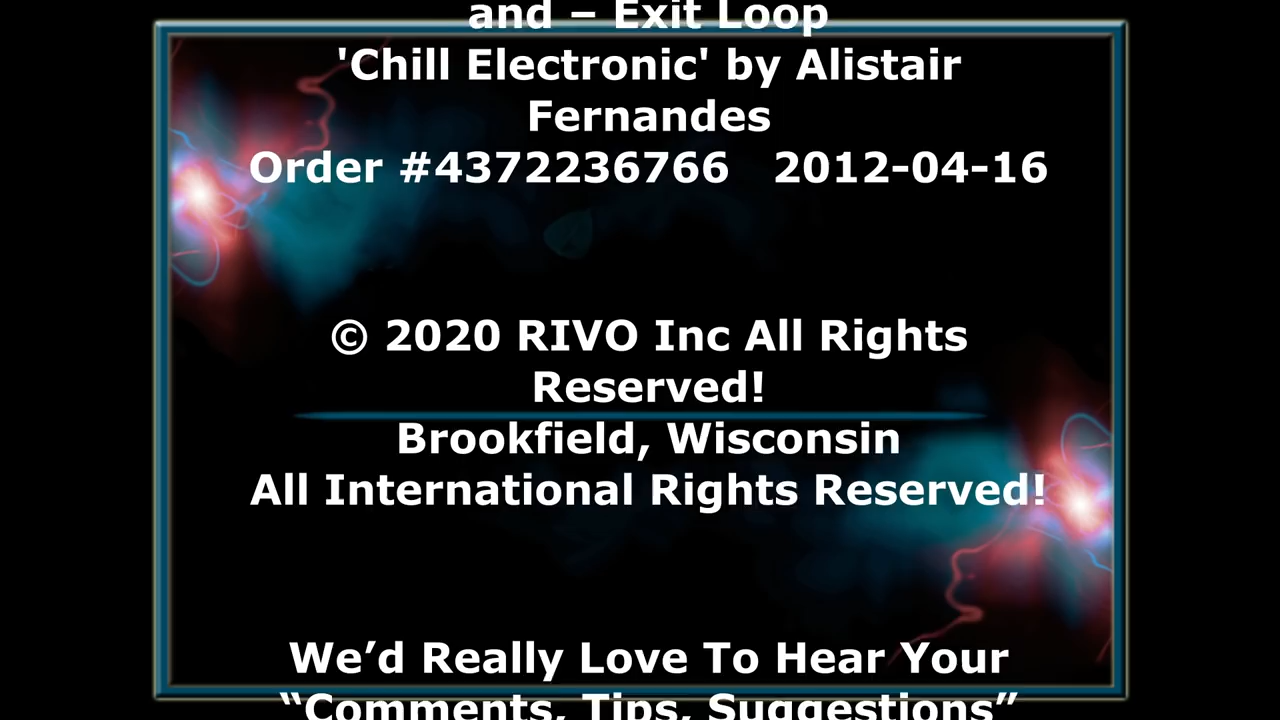 and – Exit Loop
'Chill Electronic' by Alistair
Fernandes
Order #4372236766   2012-04-16
© 2020 RIVO Inc All Rights
Reserved!
Brookfield, Wisconsin
All International Rights Reserved!
We’d Really Love To Hear Your
“Comments, Tips, Suggestions”